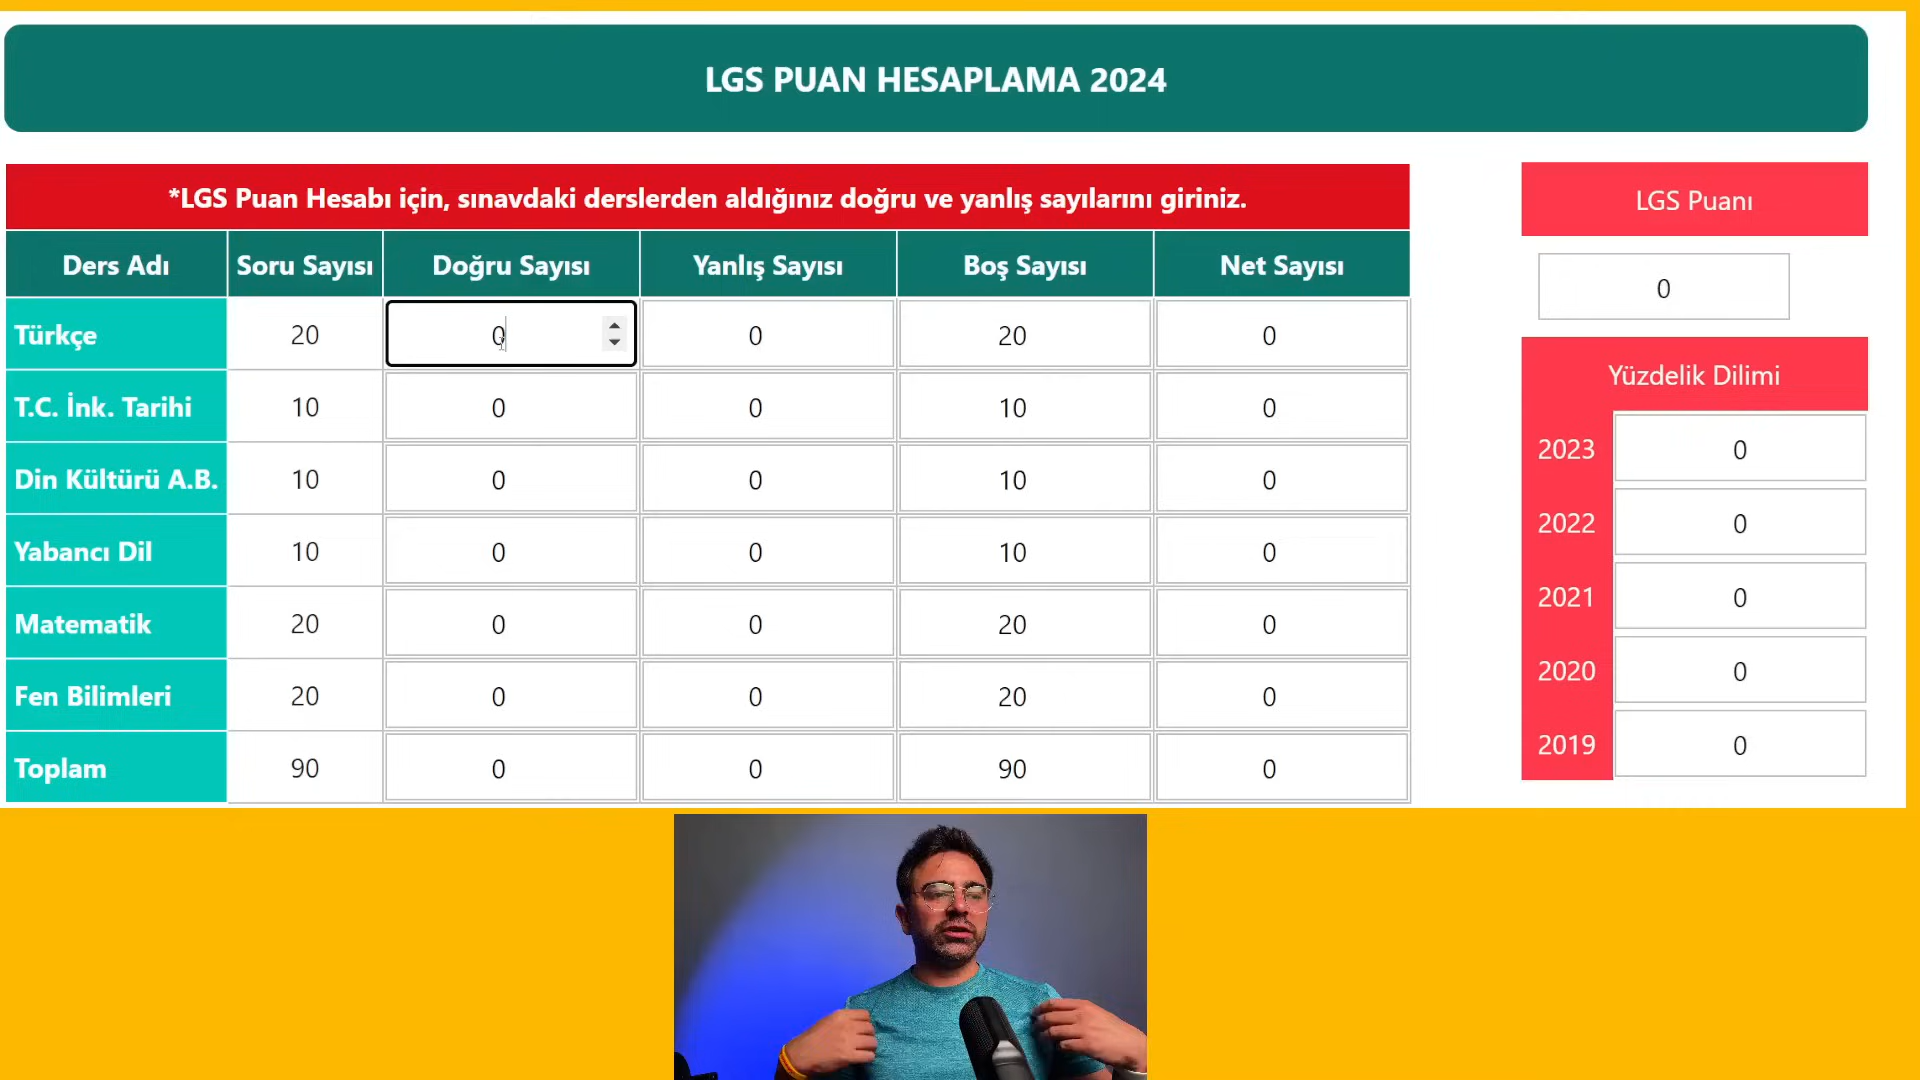 LGS PUAN HESAPLAMA 2024
*LGS Puan Hesabı için, sınavdaki derslerden aldığınız doğru ve yanlış sayılarını giriniz.
Ders Adı Soru Sayısı Doğru Sayısı Yanlış Sayısı Boş Sayısı Net Sayısı
Türkçe 20 0 0 20 0
T.C. İnk. Tarihi 10 0 0 10 0
Din Kültürü A.B. 10 0 0 10 0
Yabancı Dil 10 0 0 10 0
Matematik 20 0 0 20 0
Fen Bilimleri 20 0 0 20 0
Toplam 90 0 0 90 0
LGS Puanı
0
Yüzdelik Dilimi
2023 0
2022 0
2021 0
2020 0
2019 0